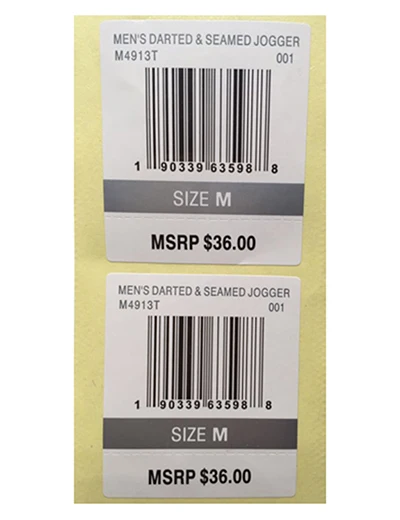 MEN'S DARTED & SEAMED JOGGER
M4913T 001
1 90339 63598 8
SIZE M
MSRP $36.00
MEN'S DARTED & SEAMED JOGGER
M4913T 001
1 90339 63598 8
SIZE M
MSRP $36.00